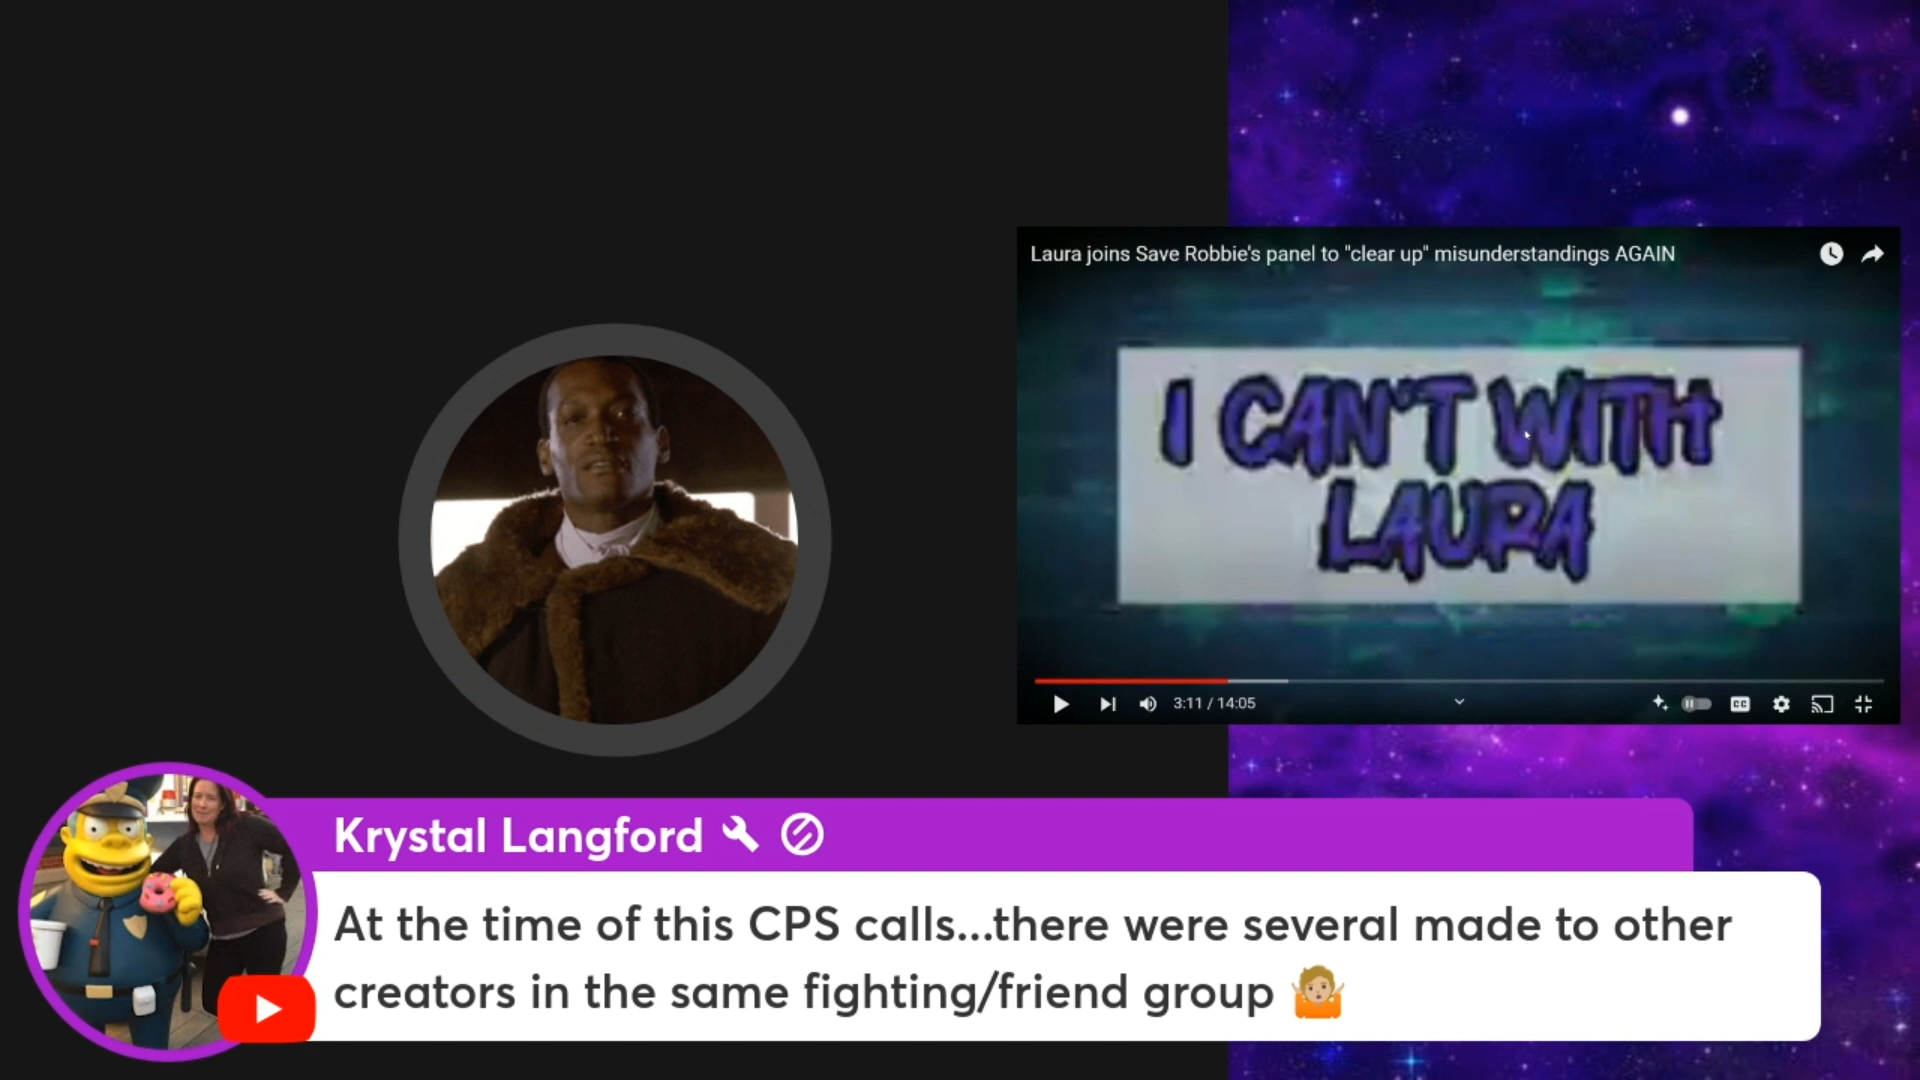 Laura joins Save Robbie's panel to "clear up" misunderstandings AGAIN
I CAN'T WITH
LAURA
3:11 / 14:05
CC
Krystal Langford
At the time of this CPS calls...there were several made to other
creators in the same fighting/friend group 🤷🏼